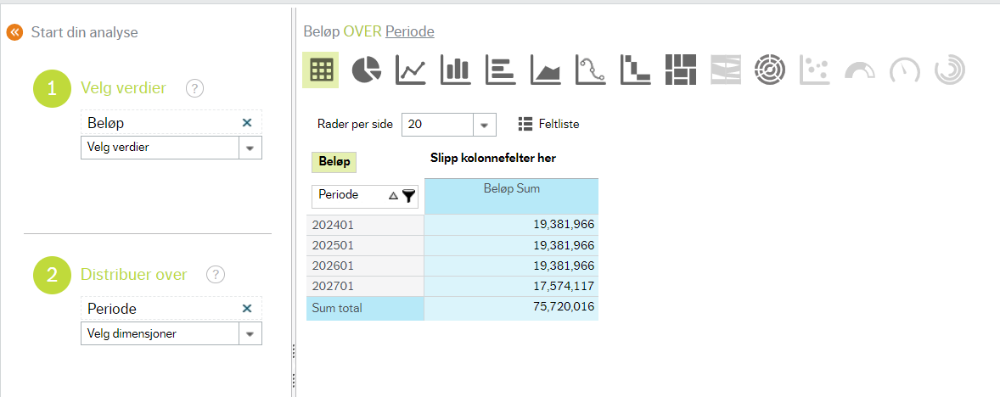 Start din analyse
1 Velg verdier ?
Beløp ✕
Velg verdier
2 Distribuer over ?
Periode ✕
Velg dimensjoner
Beløp OVER Periode
Rader per side 20 Feltliste
Beløp Slipp kolonnefelter her
Periode Beløp Sum
202401 19,381,966
202501 19,381,966
202601 19,381,966
202701 17,574,117
Sum total 75,720,016